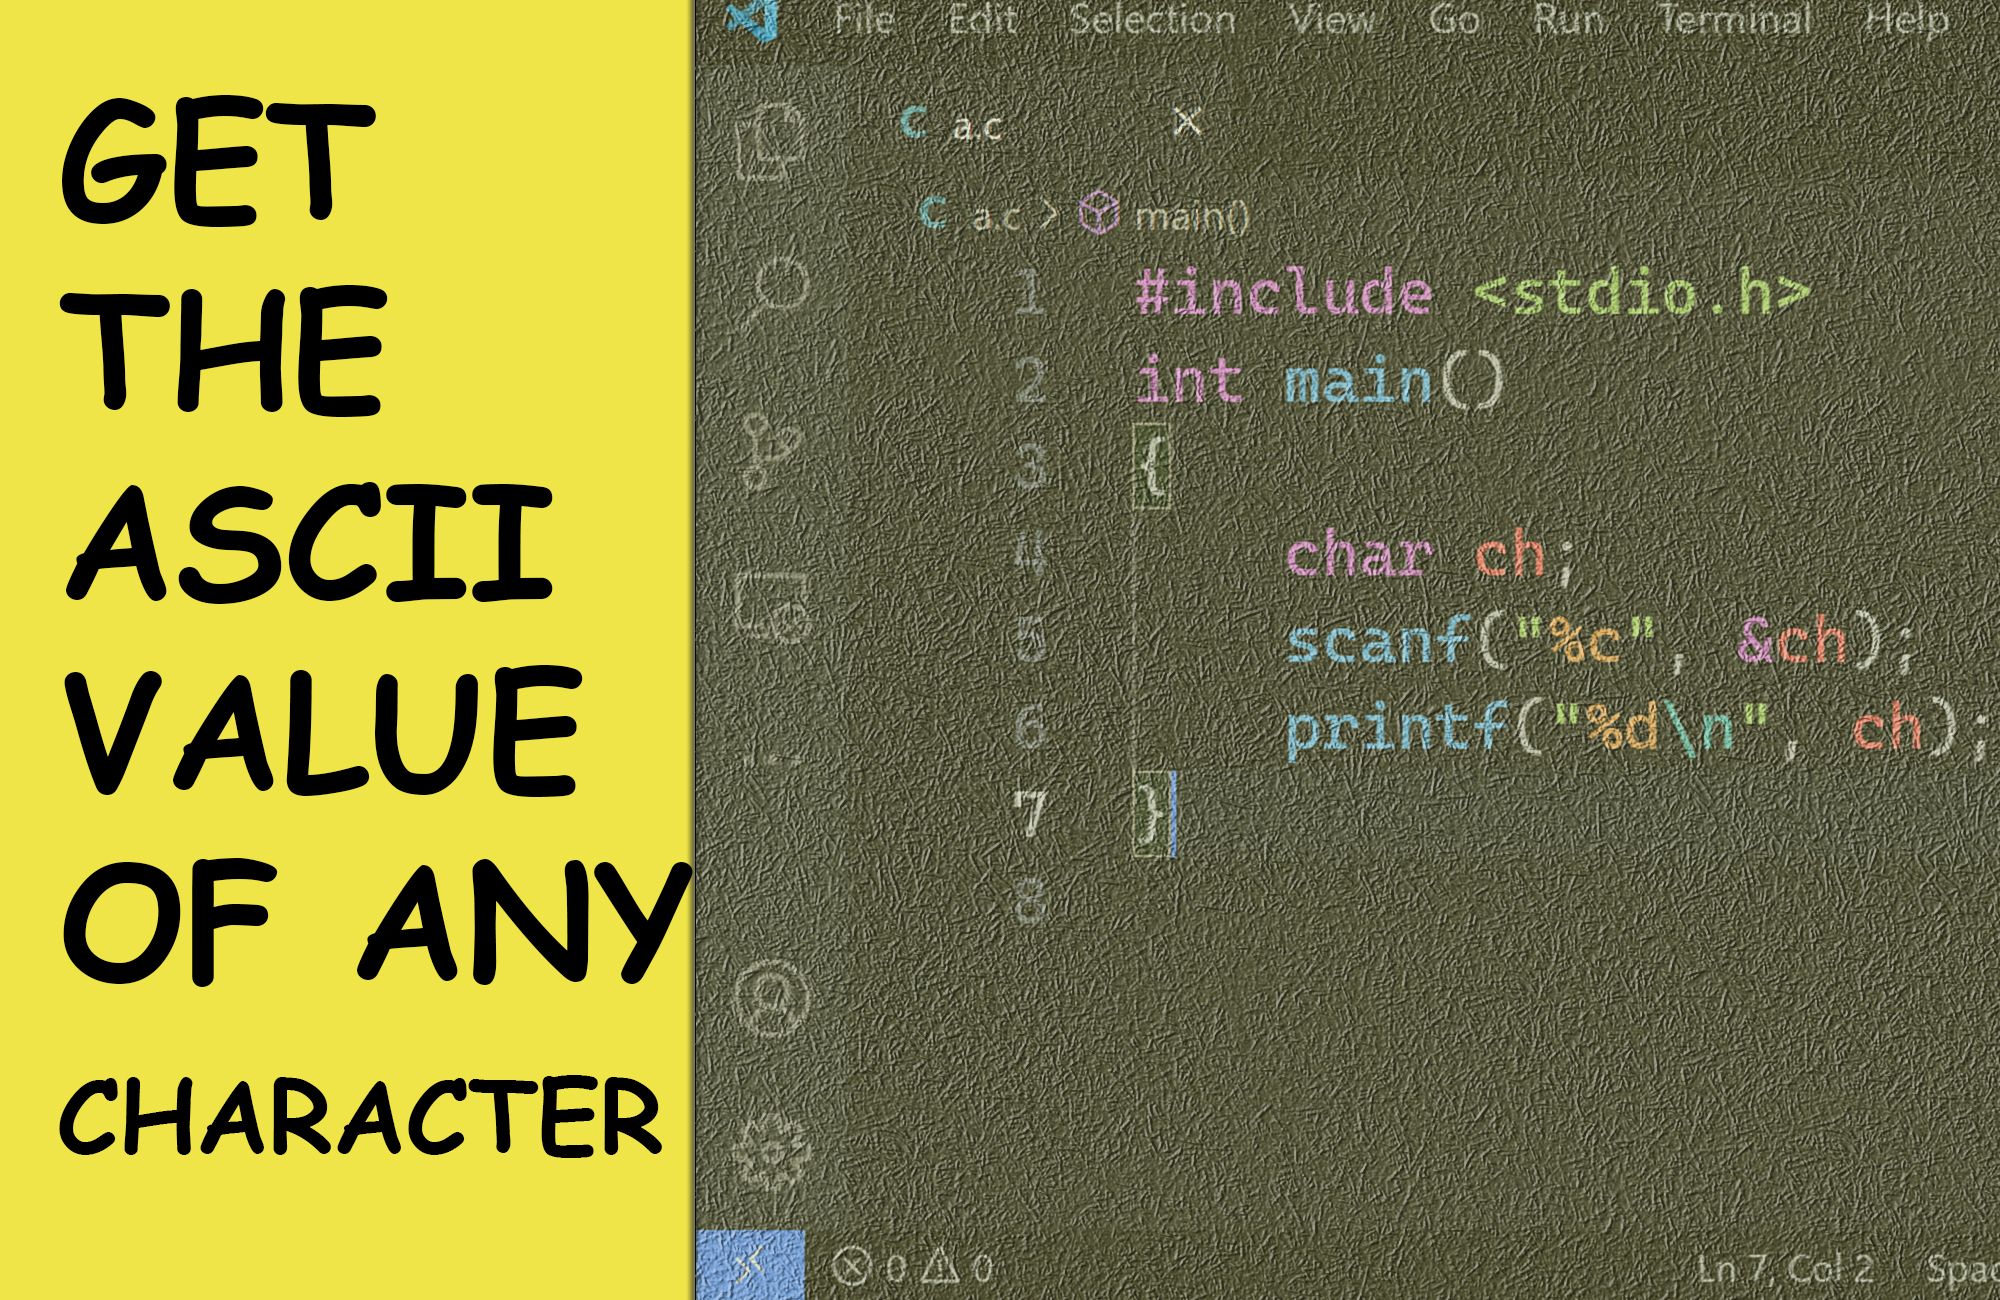 GET
THE
ASCII
VALUE
OF ANY
CHARACTER
File Edit Selection View Go Run Terminal Help
C a.c X
C a.c > main()
1 #include <stdio.h>
2 int main()
3 {
4 char ch;
5 scanf("%c", &ch);
6 printf("%d\n", ch);
7 }
8
0 0 Ln 7, Col 2